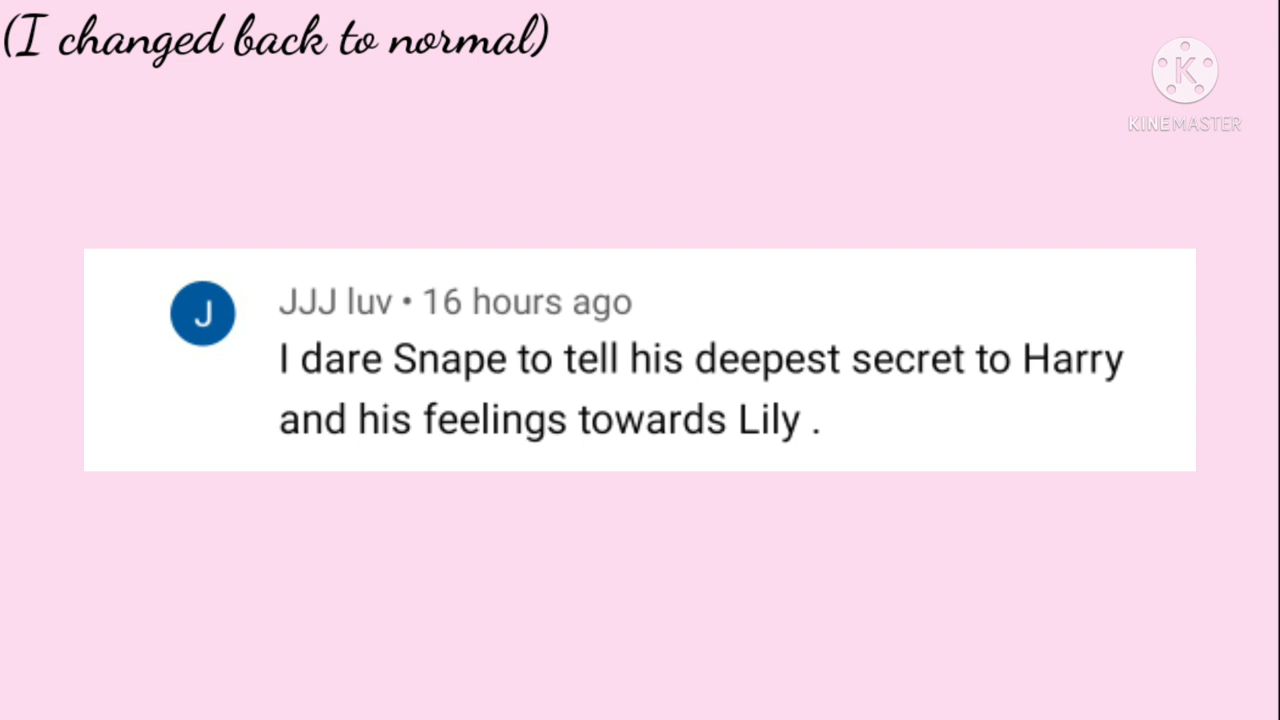 (I changed back to normal)
K
KINEMASTER
J
JJJ luv • 16 hours ago
I dare Snape to tell his deepest secret to Harry
and his feelings towards Lily .